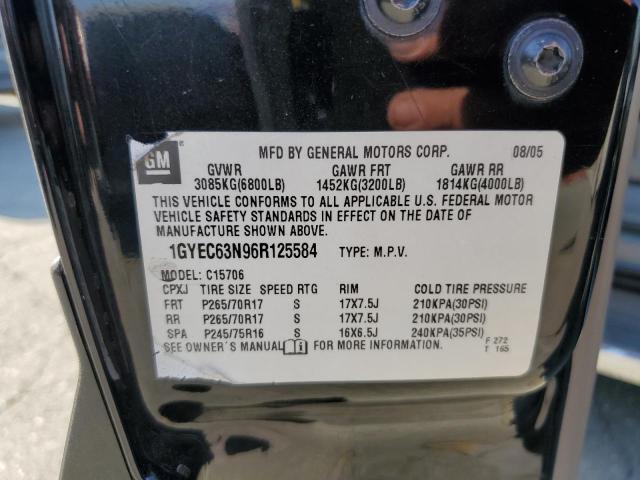 GM
MFD BY GENERAL MOTORS CORP. 08/05
GVWR GAWR FRT GAWR RR
3085KG(6800LB) 1452KG(3200LB) 1814KG(4000LB)
THIS VEHICLE CONFORMS TO ALL APPLICABLE U.S. FEDERAL MOTOR
VEHICLE SAFETY STANDARDS IN EFFECT ON THE DATE OF
MANUFACTURE SHOWN ABOVE.
1GYEC63N96R125584 TYPE: M.P.V.
MODEL: C15706
CPXJ TIRE SIZE SPEED RTG RIM COLD TIRE PRESSURE
FRT P265/70R17 S 17X7.5J 210KPA(30PSI)
RR P265/70R17 S 17X7.5J 210KPA(30PSI)
SPA P245/75R16 S 16X6.5J 240KPA(35PSI)
SEE OWNER'S MANUAL FOR MORE INFORMATION.
F 272
T 165